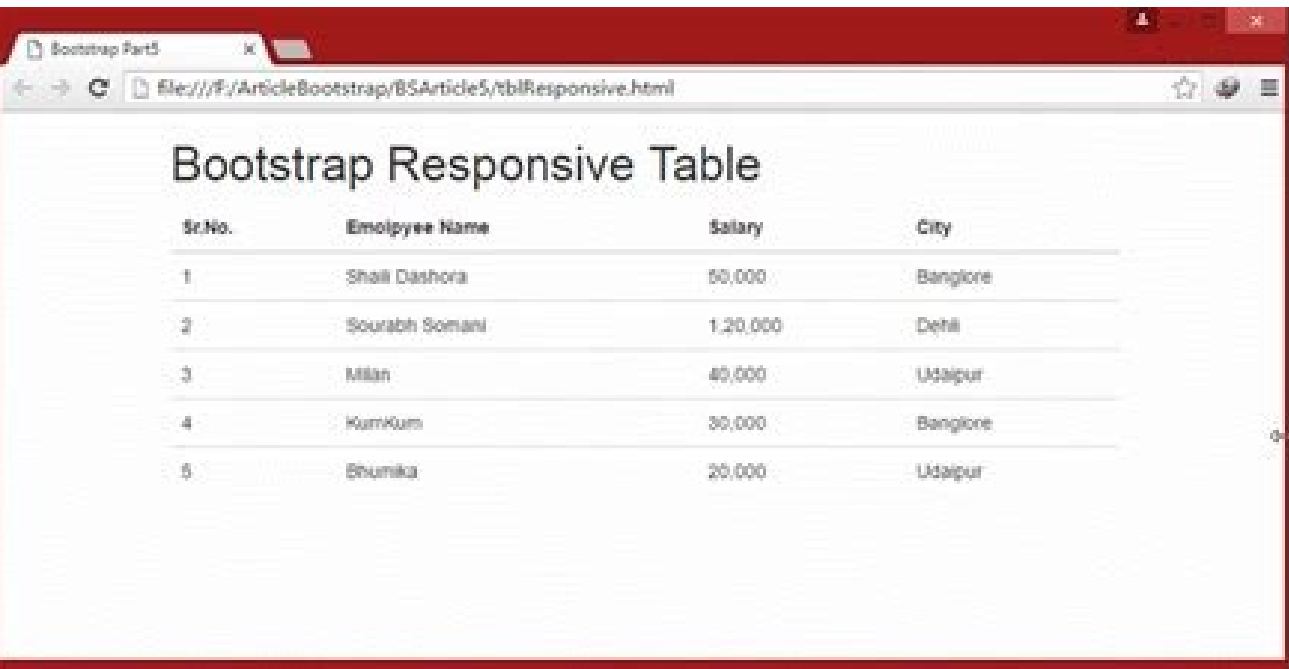 Bootstrap Part5
file:///F:/ArticleBootstrap/BSArticle5/tblResponsive.html
Bootstrap Responsive Table
Sr.No. Emolpyee Name Salary City
1 Shaili Dashora 50,000 Banglore
2 Sourabh Somani 1,20,000 Dehli
3 Milan 40,000 Udaipur
4 KumKum 30,000 Banglore
5 Bhumika 20,000 Udaipur